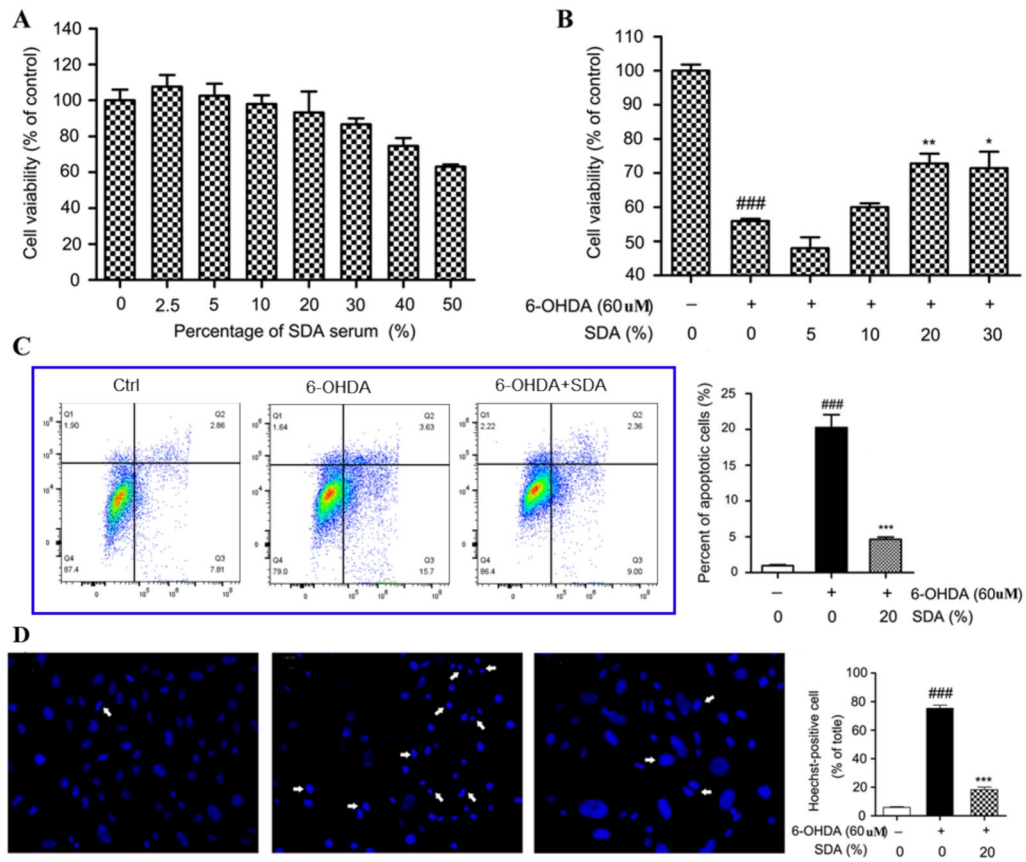 A
140
120
100
80
60
40
20
0
Cell vaiability (% of control)
0 2.5 5 10 20 30 40 50
Percentage of SDA serum (%)
B
110
100
90
80
70
60
50
40
Cell vaiability (% of control)
###
**
*
6-OHDA (60uM) – + + + + +
SDA (%) 0 0 5 10 20 30
C
Ctrl
Q1
1.90
Q2
2.86
Q4
87.4
Q3
7.81
6-OHDA
Q1
1.64
Q2
3.63
Q4
79.0
Q3
15.7
6-OHDA+SDA
Q1
2.22
Q2
2.36
Q4
86.4
Q3
9.00
25
20
15
10
5
0
Percent of apoptotic cells (%)
###
***
– + + 6-OHDA (60uM)
0 0 20 SDA (%)
D
80
60
40
20
0
Hoechst-positive cell
(% of totle)
###
***
6-OHDA (60uM) – + +
SDA (%) 0 0 20